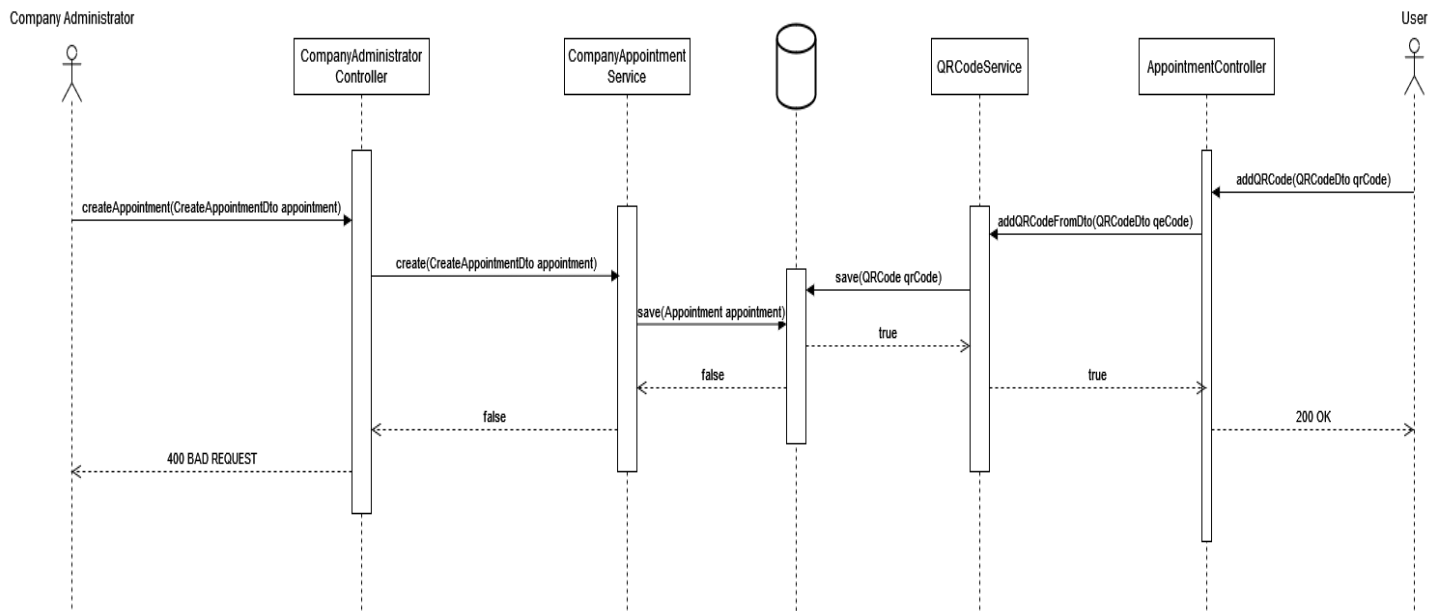 Company Administrator
User
CompanyAdministrator
Controller
CompanyAppointment
Service
QRCodeService
AppointmentController
addQRCode(QRCodeDto qrCode)
createAppointment(CreateAppointmentDto appointment)
addQRCodeFromDto(QRCodeDto qeCode)
create(CreateAppointmentDto appointment)
save(QRCode qrCode)
save(Appointment appointment)
true
false
true
false
200 OK
400 BAD REQUEST